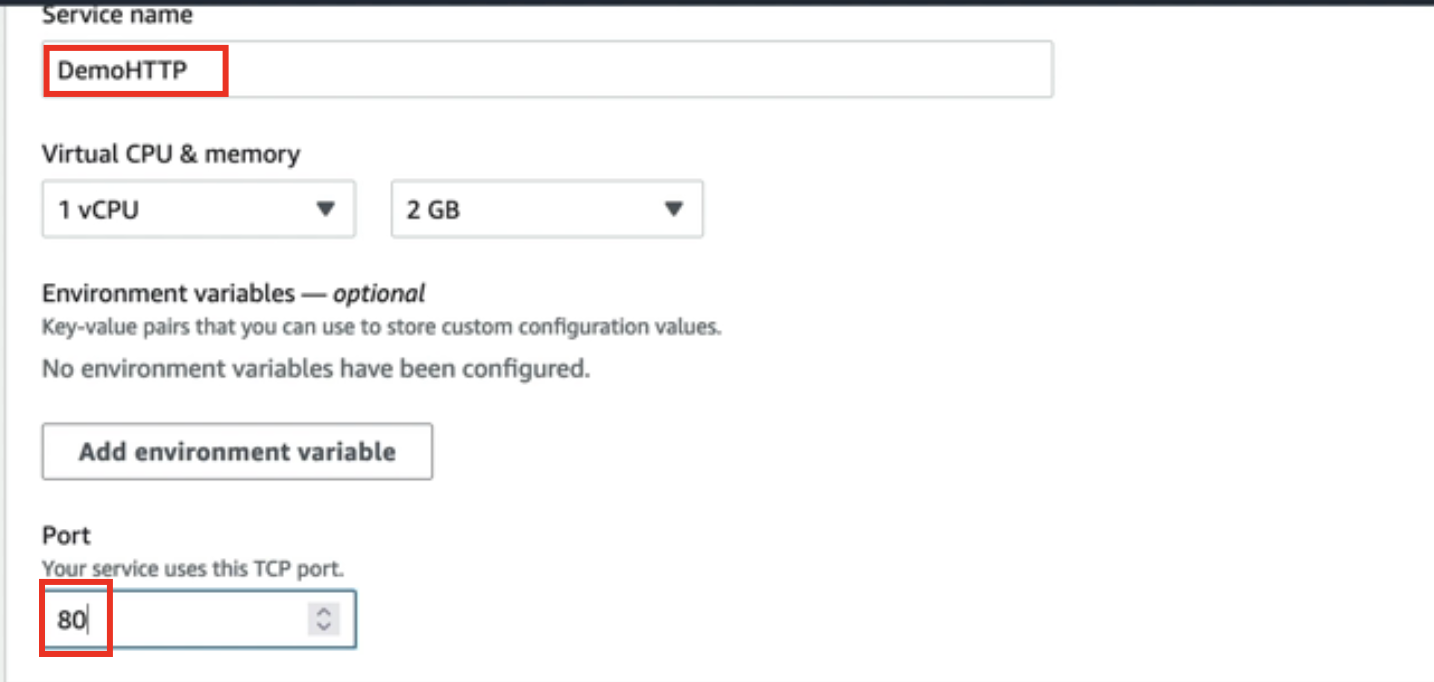 Service name
DemoHTTP
Virtual CPU & memory
1 vCPU 2 GB
Environment variables — optional
Key-value pairs that you can use to store custom configuration values.
No environment variables have been configured.
Add environment variable
Port
Your service uses this TCP port.
80